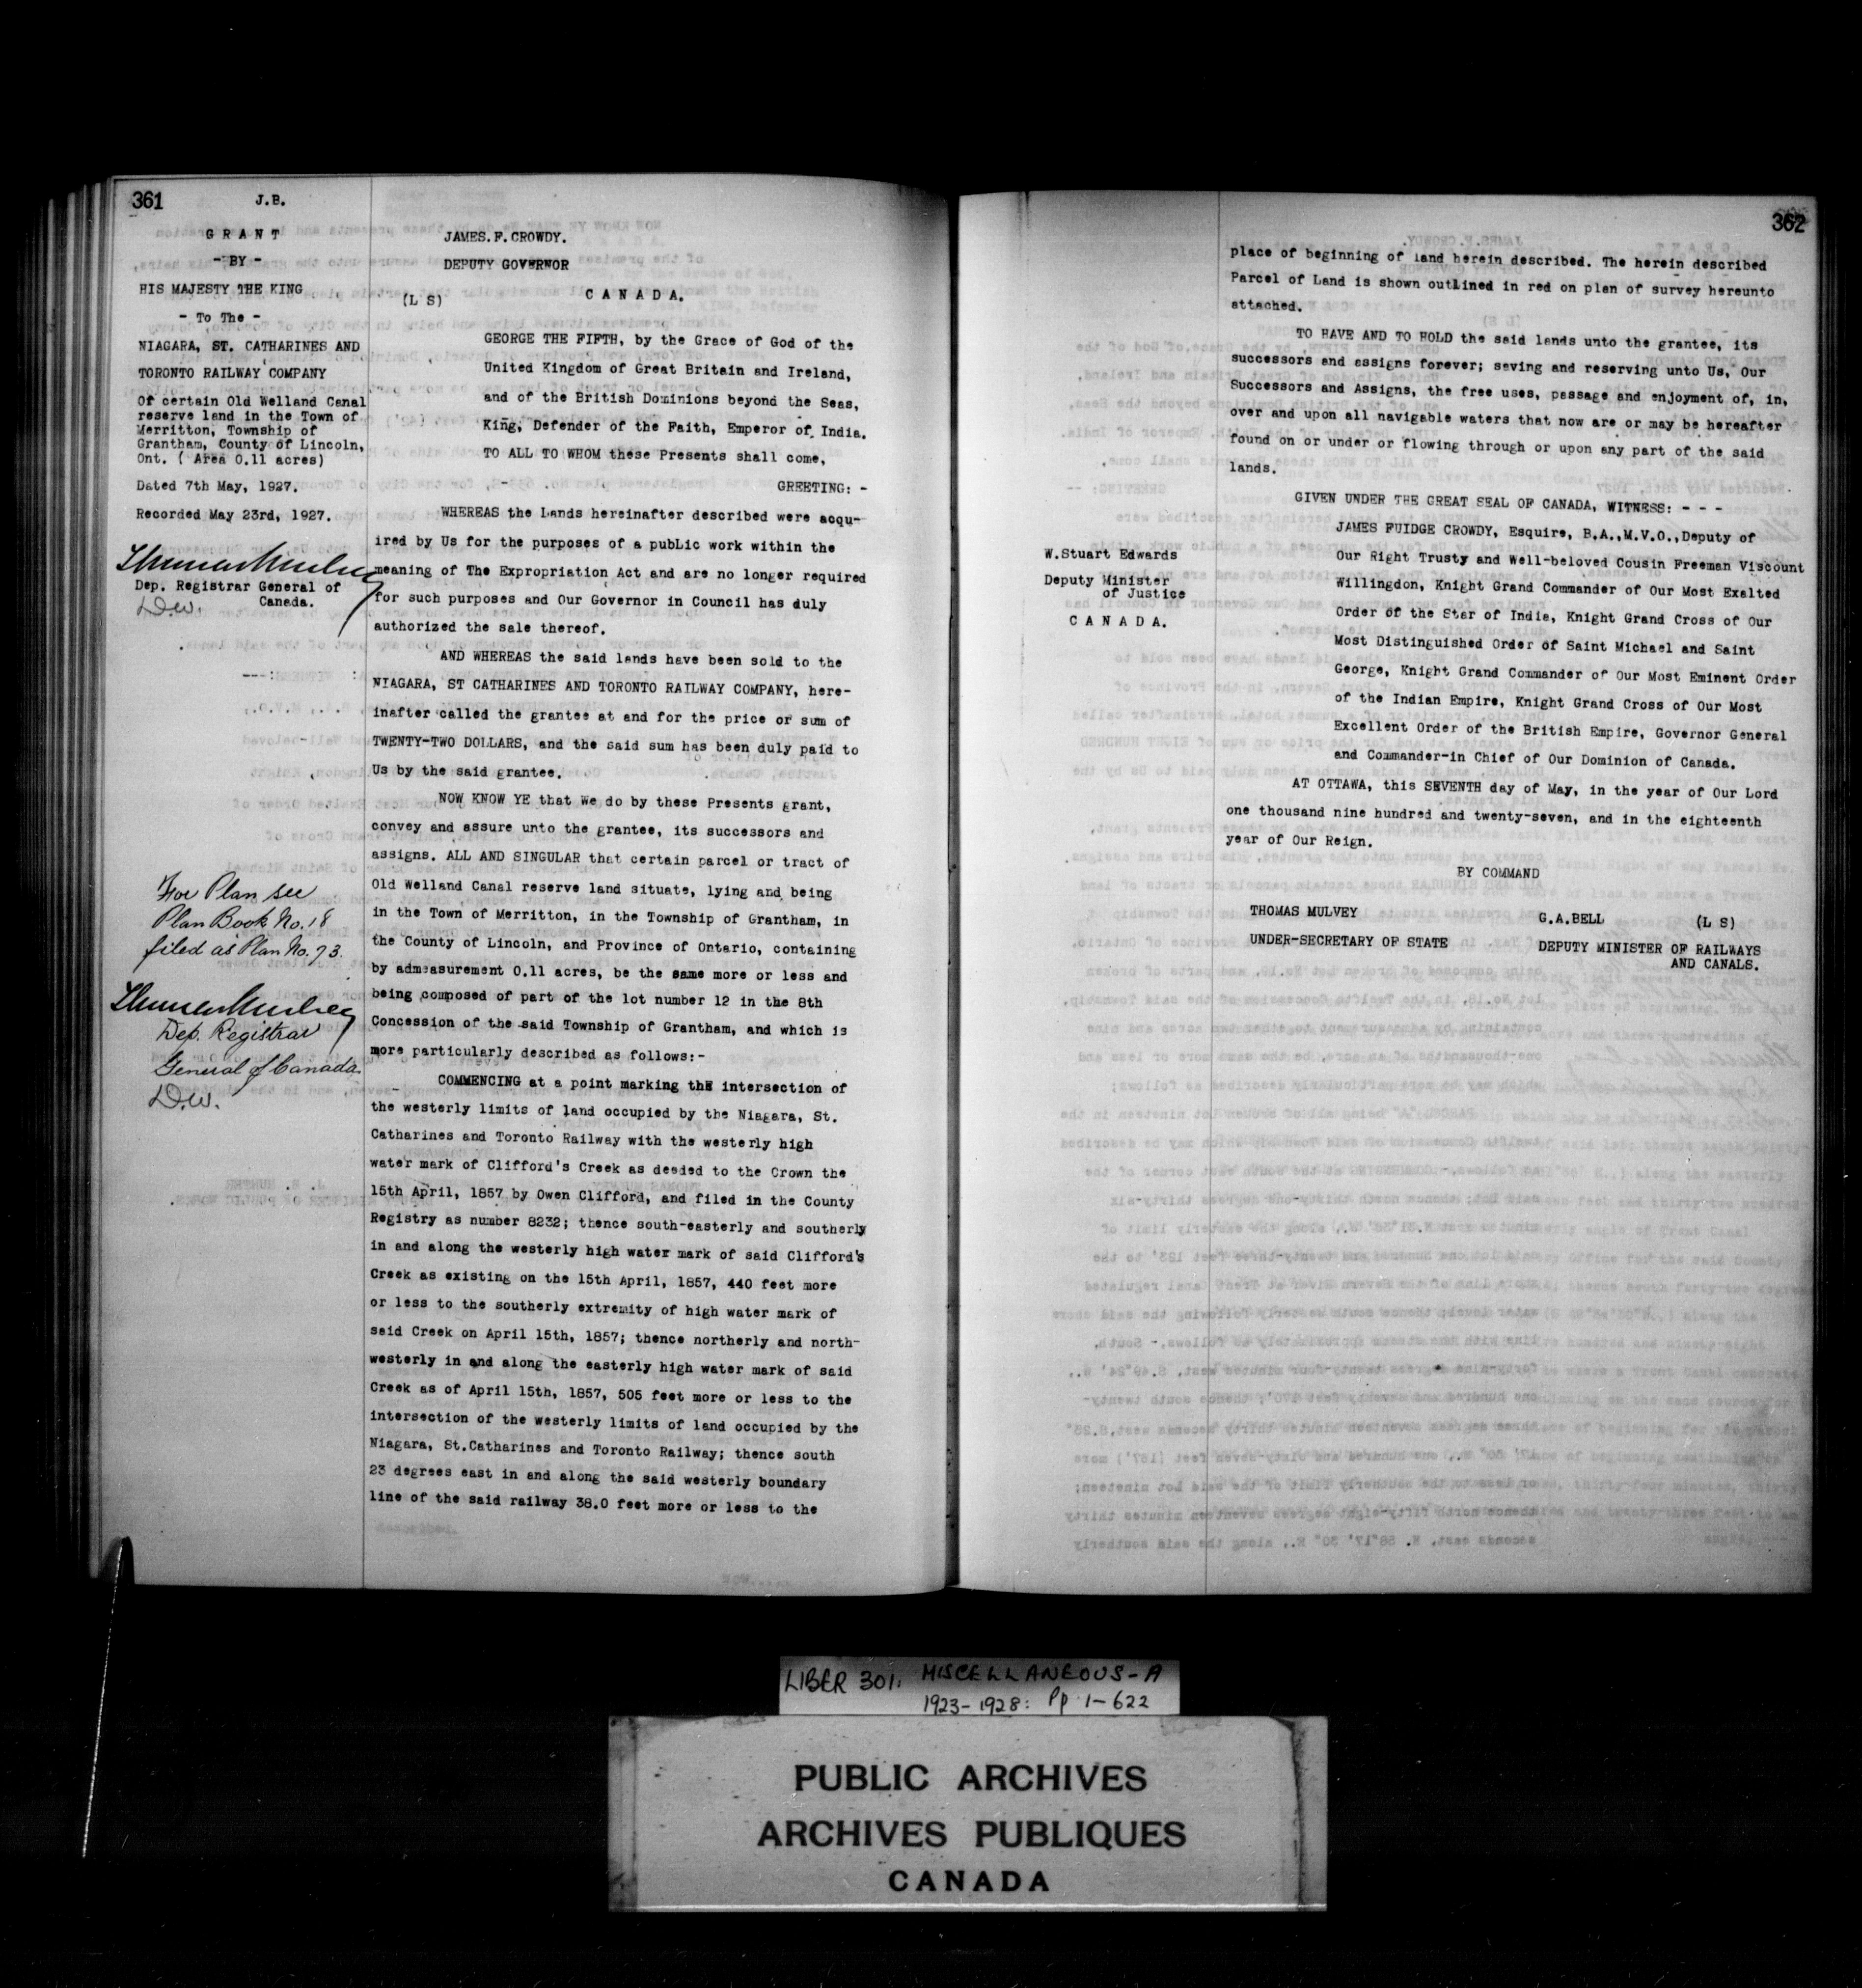 361
J.B.
G R A N T
- BY -
HIS MAJESTY THE KING
- To The -
NIAGARA, ST. CATHARINES AND
TORONTO RAILWAY COMPANY
Of certain Old Welland Canal
reserve land in the Town of
Merritton, Township of
Grantham, County of Lincoln,
Ont. ( Area 0.11 acres)
Dated 7th May, 1927.
Recorded May 23rd, 1927.
Thomas Mulvey
Dep. Registrar General of
Canada.
D.W.
For Plan see
Plan Book No. 18
filed as Plan No. 73.
Thomas Mulvey
Dep. Registrar
General of Canada
D.W.
JAMES. F. CROWDY.
DEPUTY GOVERNOR
(L S)
C A N A D A.
GEORGE THE FIFTH, by the Grace of God of the
United Kingdom of Great Britain and Ireland,
and of the British Dominions beyond the Seas,
King, Defender of the Faith, Emperor of India.
TO ALL TO WHOM these Presents shall come,
GREETING: -
WHEREAS the Lands hereinafter described were acqu-
ired by Us for the purposes of a public work within the
meaning of The Expropriation Act and are no longer required
for such purposes and Our Governor in Council has duly
authorized the sale thereof.
AND WHEREAS the said lands have been sold to the
NIAGARA, ST CATHARINES AND TORONTO RAILWAY COMPANY, here-
inafter called the grantee at and for the price or sum of
TWENTY-TWO DOLLARS, and the said sum has been duly paid to
Us by the said grantee.
NOW KNOW YE that We do by these Presents grant,
convey and assure unto the grantee, its successors and
assigns. ALL AND SINGULAR that certain parcel or tract of
Old Welland Canal reserve land situate, lying and being
in the Town of Merritton, in the Township of Grantham, in
the County of Lincoln, and Province of Ontario, containing
by admeasurement 0.11 acres, be the same more or less and
being composed of part of the lot number 12 in the 8th
Concession of the said Township of Grantham, and which is
more particularly described as follows:-
COMMENCING at a point marking thE intersection of
the westerly limits of land occupied by the Niagara, St.
Catharines and Toronto Railway with the westerly high
water mark of Clifford's Creek as deeded to the Crown the
15th April, 1857 by Owen Clifford, and filed in the County
Registry as number 8232; thence south-easterly and southerly
in and along the westerly high water mark of said Clifford's
Creek as existing on the 15th April, 1857, 440 feet more
or less to the southerly extremity of high water mark of
said Creek on April 15th, 1857; thence northerly and north-
westerly in and along the easterly high water mark of said
Creek as of April 15th, 1857, 505 feet more or less to the
intersection of the westerly limits of land occupied by the
Niagara, St.Catharines and Toronto Railway; thence south
23 degrees east in and along the said westerly boundary
line of the said railway 38.0 feet more or less to the
362
place of beginning of land herein described. The herein described
Parcel of Land is shown outlined in red on plan of survey hereunto
attached.
TO HAVE AND TO HOLD the said lands unto the grantee, its
successors and assigns forever; saving and reserving unto Us, Our
Successors and Assigns, the free uses, passage and enjoyment of, in,
over and upon all navigable waters that now are or may be hereafter
found on or under or flowing through or upon any part of the said
lands.
GIVEN UNDER THE GREAT SEAL OF CANADA, WITNESS: - - -
JAMES FUIDGE CROWDY, Esquire, B.A.,M.V.O.,Deputy of
Our Right Trusty and Well-beloved Cousin Freeman Viscount
Willingdon, Knight Grand Commander of Our Most Exalted
Order of the Star of India, Knight Grand Cross of Our
Most Distinguished Order of Saint Michael and Saint
George, Knight Grand Commander of Our Most Eminent Order
of the Indian Empire, Knight Grand Cross of Our Most
Excellent Order of the British Empire, Governor General
and Commander-in Chief of Our Dominion of Canada.
AT OTTAWA, this SEVENTH day of May, in the year of Our Lord
one thousand nine hundred and twenty-seven, and in the eighteenth
year of Our Reign.
BY COMMAND
W.Stuart Edwards
Deputy Minister
of Justice
C A N A D A.
THOMAS MULVEY
UNDER-SECRETARY OF STATE
G.A.BELL (L S)
DEPUTY MINISTER OF RAILWAYS
AND CANALS.
LIBER 301: MISCELLANEOUS-A
1923-1928: Pp 1-622
PUBLIC ARCHIVES
ARCHIVES PUBLIQUES
CANADA